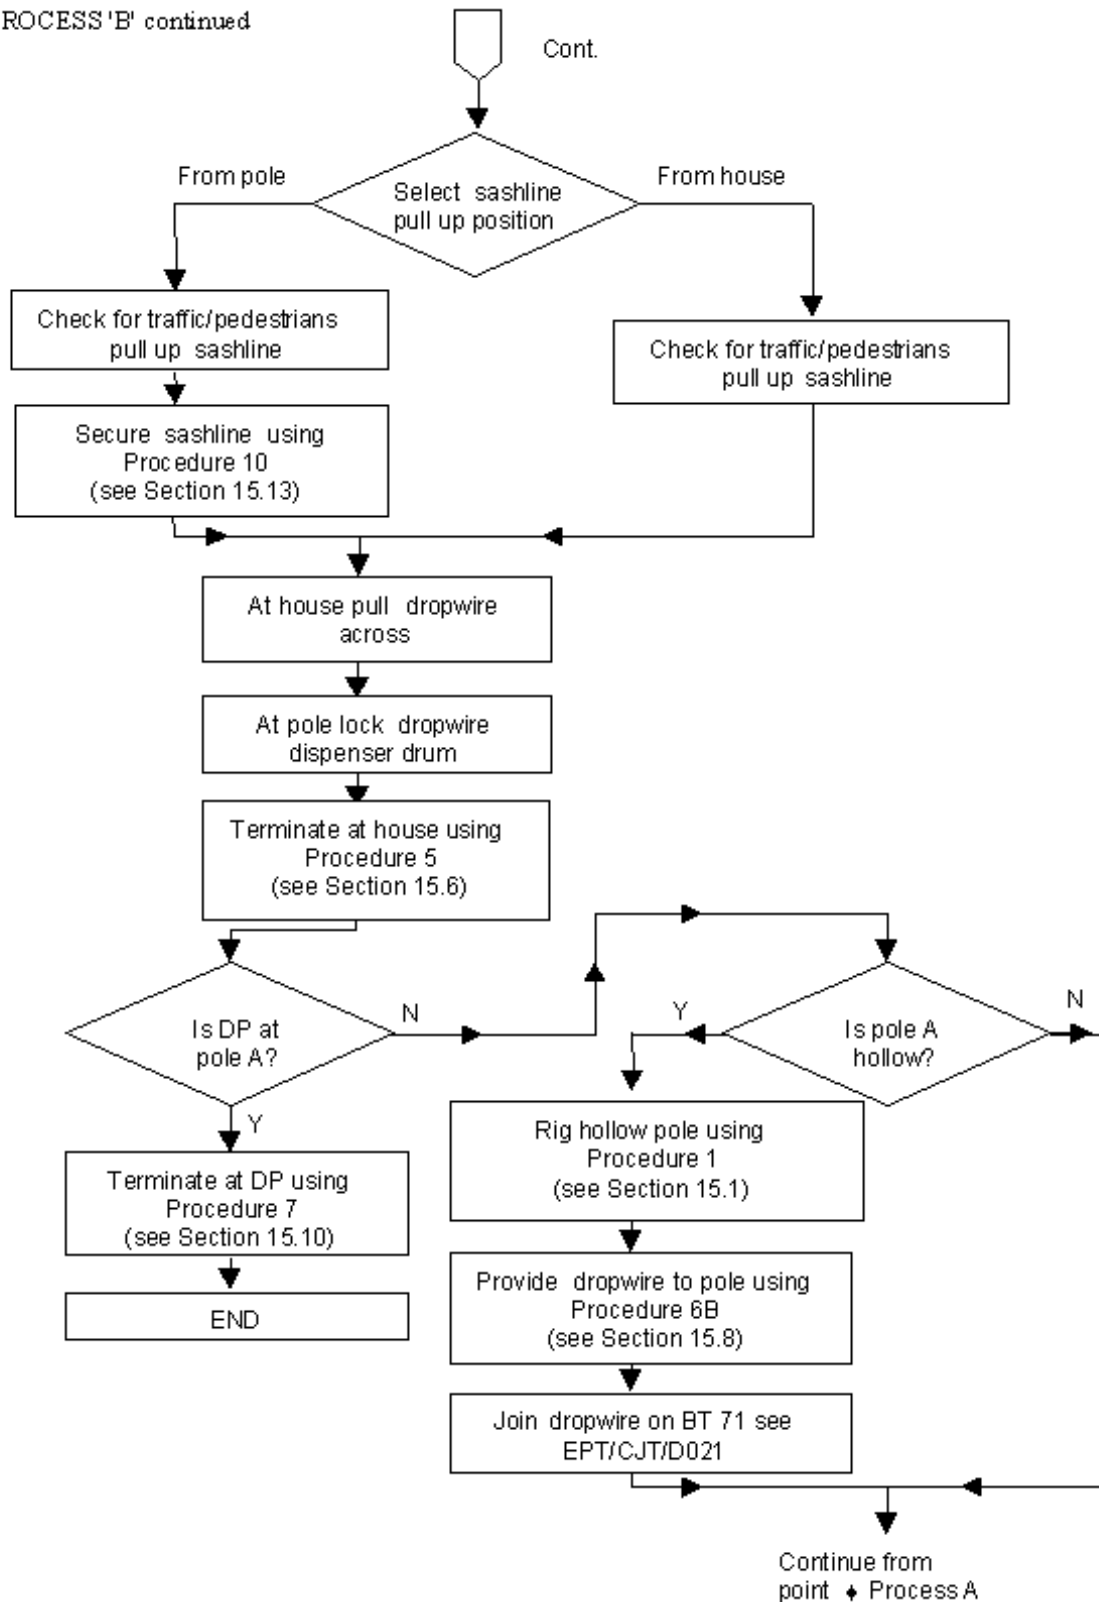 ROCESS 'B' continued
Cont.
From pole
From house
Select sashline
pull up position
Check for traffic/pedestrians
pull up sashline
Check for traffic/pedestrians
pull up sashline
Secure sashline using
Procedure 10
(see Section 15.13)
At house pull dropwire
across
At pole lock dropwire
dispenser drum
Terminate at house using
Procedure 5
(see Section 15.6)
Is DP at
pole A?
N
Y
Is pole A
hollow?
Y
N
Terminate at DP using
Procedure 7
(see Section 15.10)
END
Rig hollow pole using
Procedure 1
(see Section 15.1)
Provide dropwire to pole using
Procedure 6B
(see Section 15.8)
Join dropwire on BT 71 see
EPT/CJT/D021
Continue from
point ♦ Process A